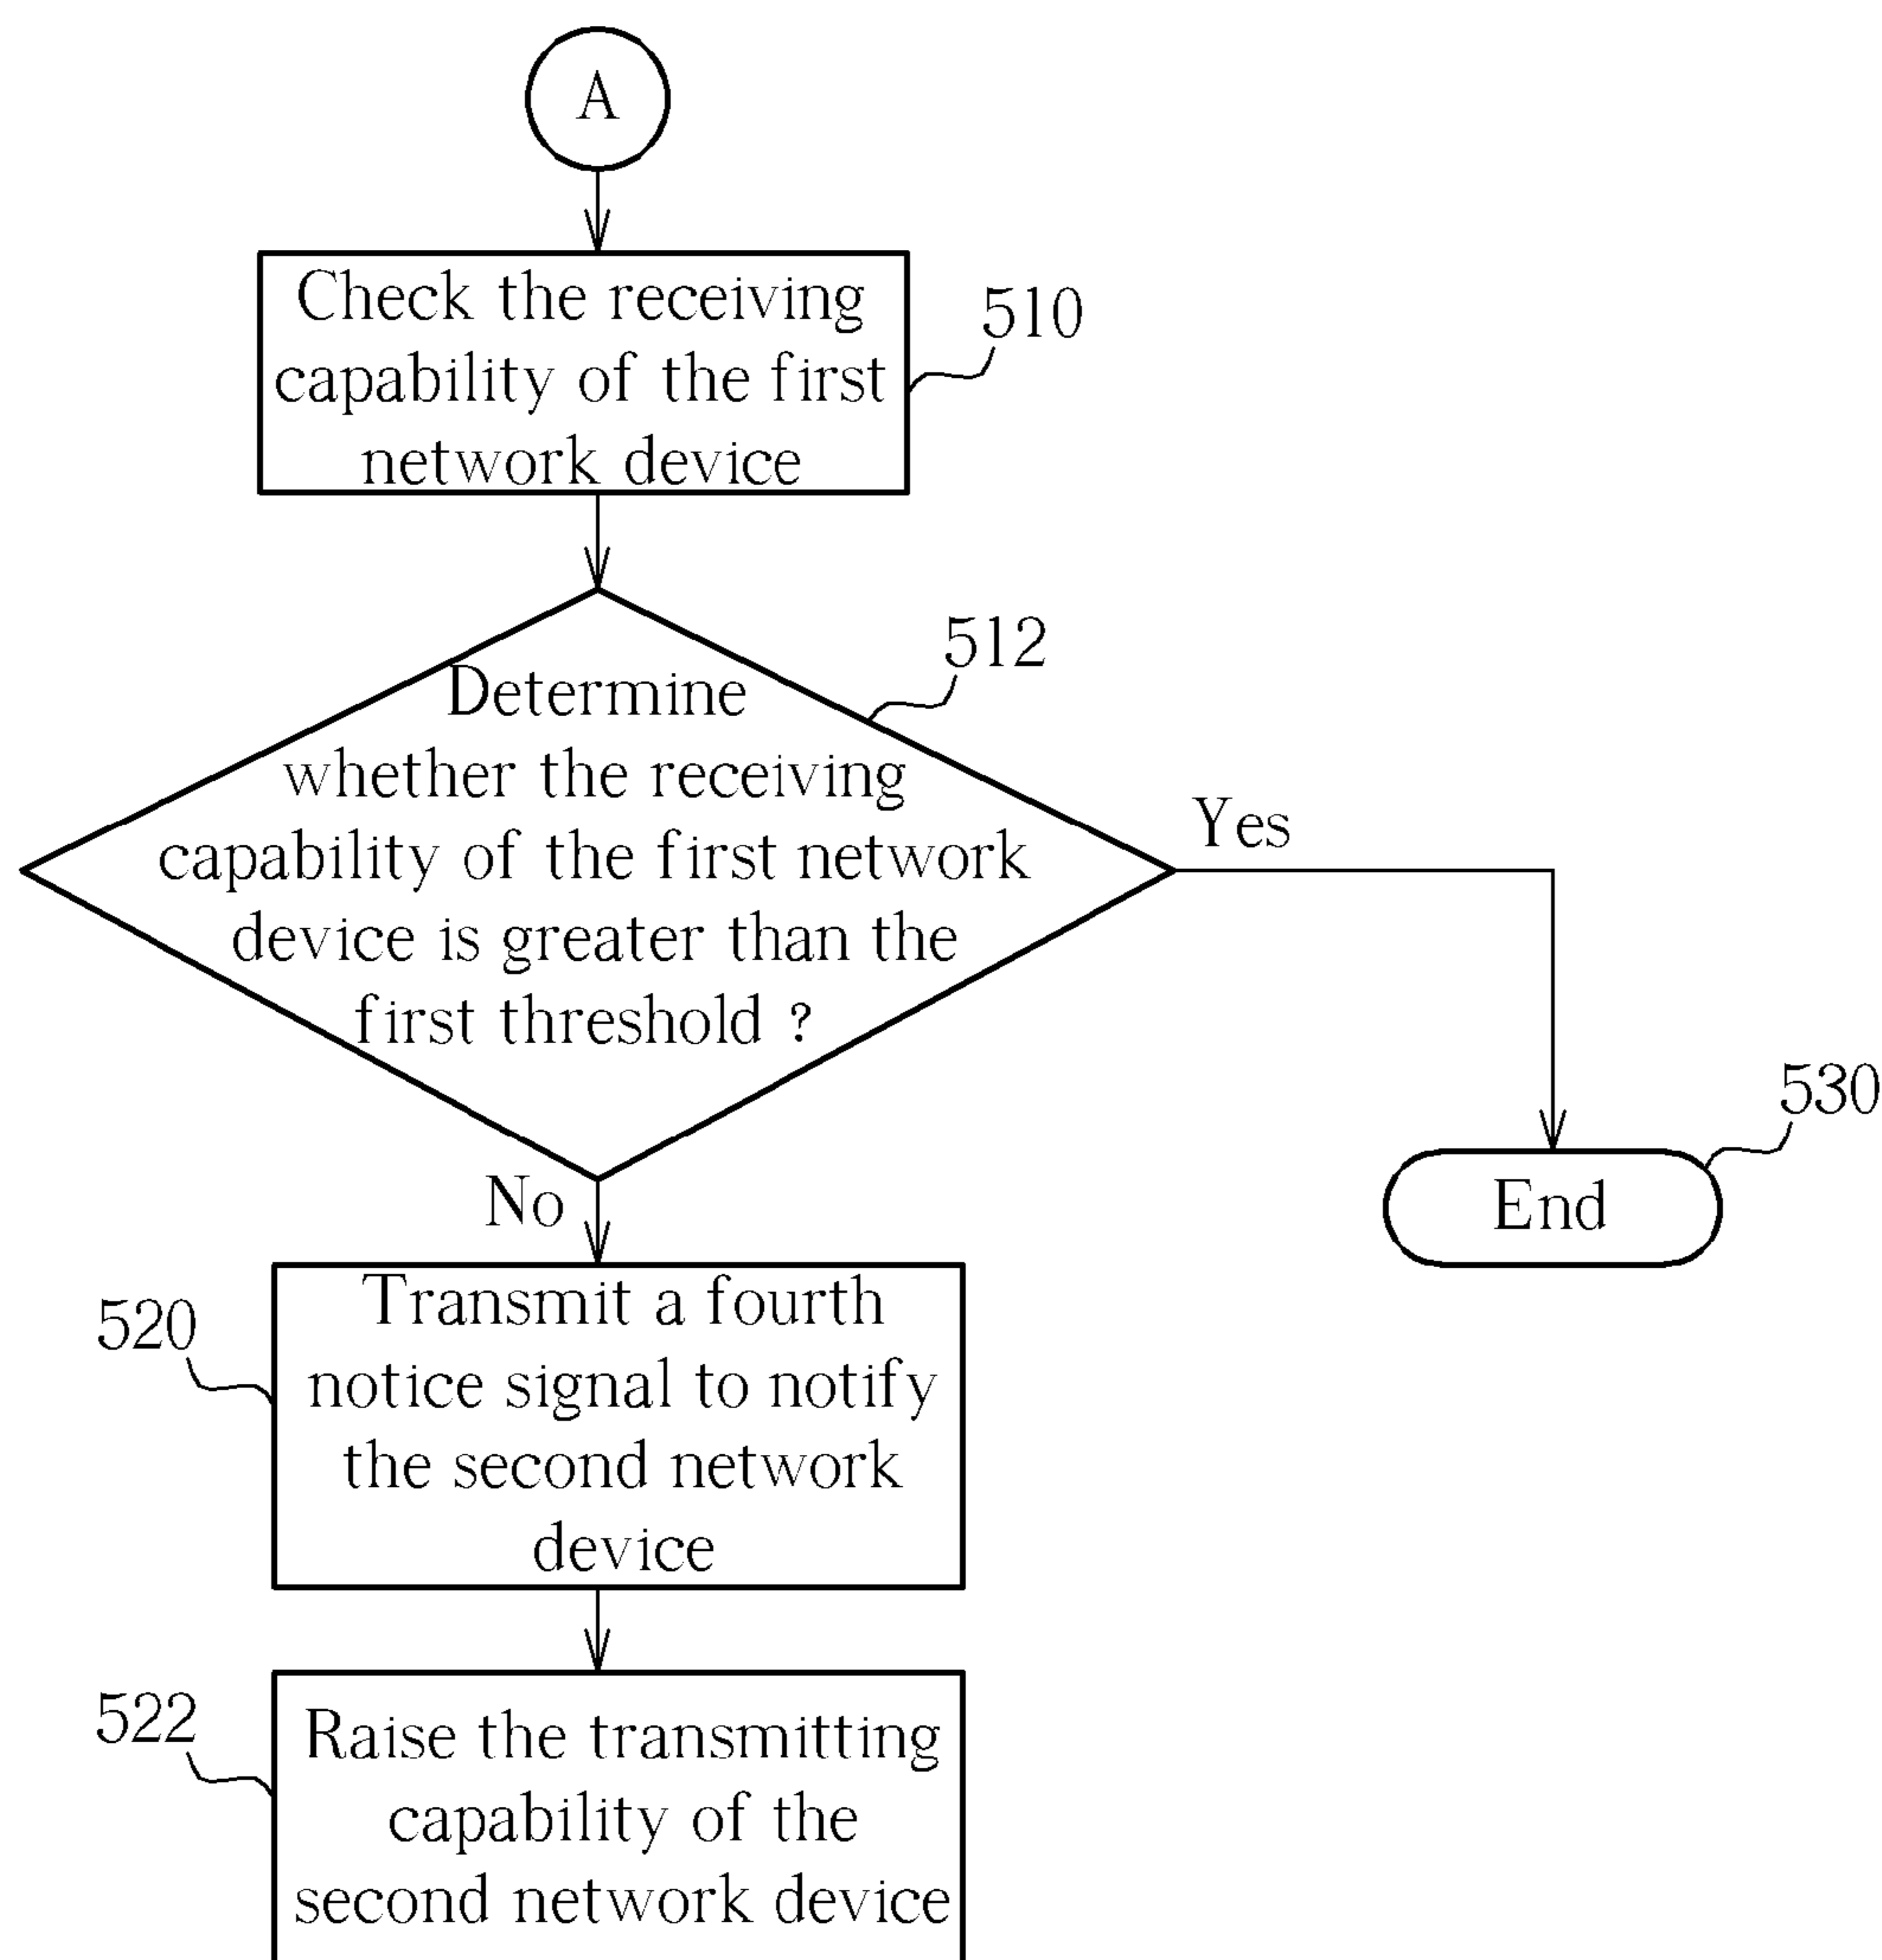 A
Check the receiving
capability of the first
network device
510
Determine
whether the receiving
capability of the first network
device is greater than the
first threshold ?
512
Yes
530
End
No
520
Transmit a fourth
notice signal to notify
the second network
device
522
Raise the transmitting
capability of the
second network device